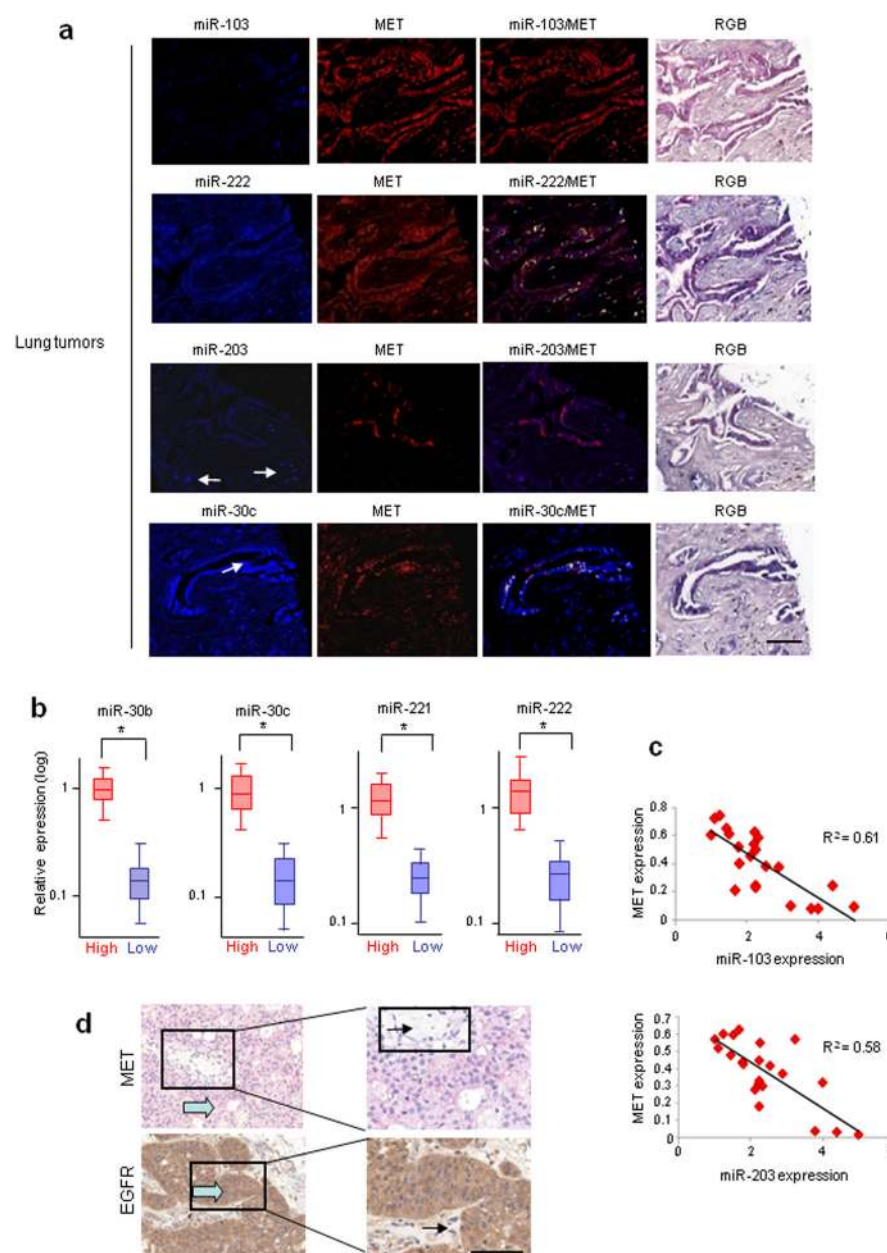 a
miR-103 MET miR-103/MET RGB
miR-222 MET miR-222/MET RGB
Lung tumors
miR-203 MET miR-203/MET RGB
miR-30c MET miR-30c/MET RGB
b
miR-30b miR-30c miR-221 miR-222
* * * *
Relative epression (log)
1 1 1 1
0.1 0.1 0.1 0.1
High Low High Low High Low High Low
c
MET expression
0.8
0.6
0.4
0.2
0
R² = 0.61
0 2 4 6
miR-103 expression
MET expression
0.7
0.6
0.5
0.4
0.3
0.2
0.1
0
R² = 0.58
0 2 4
miR-203 expression
d
MET
EGFR